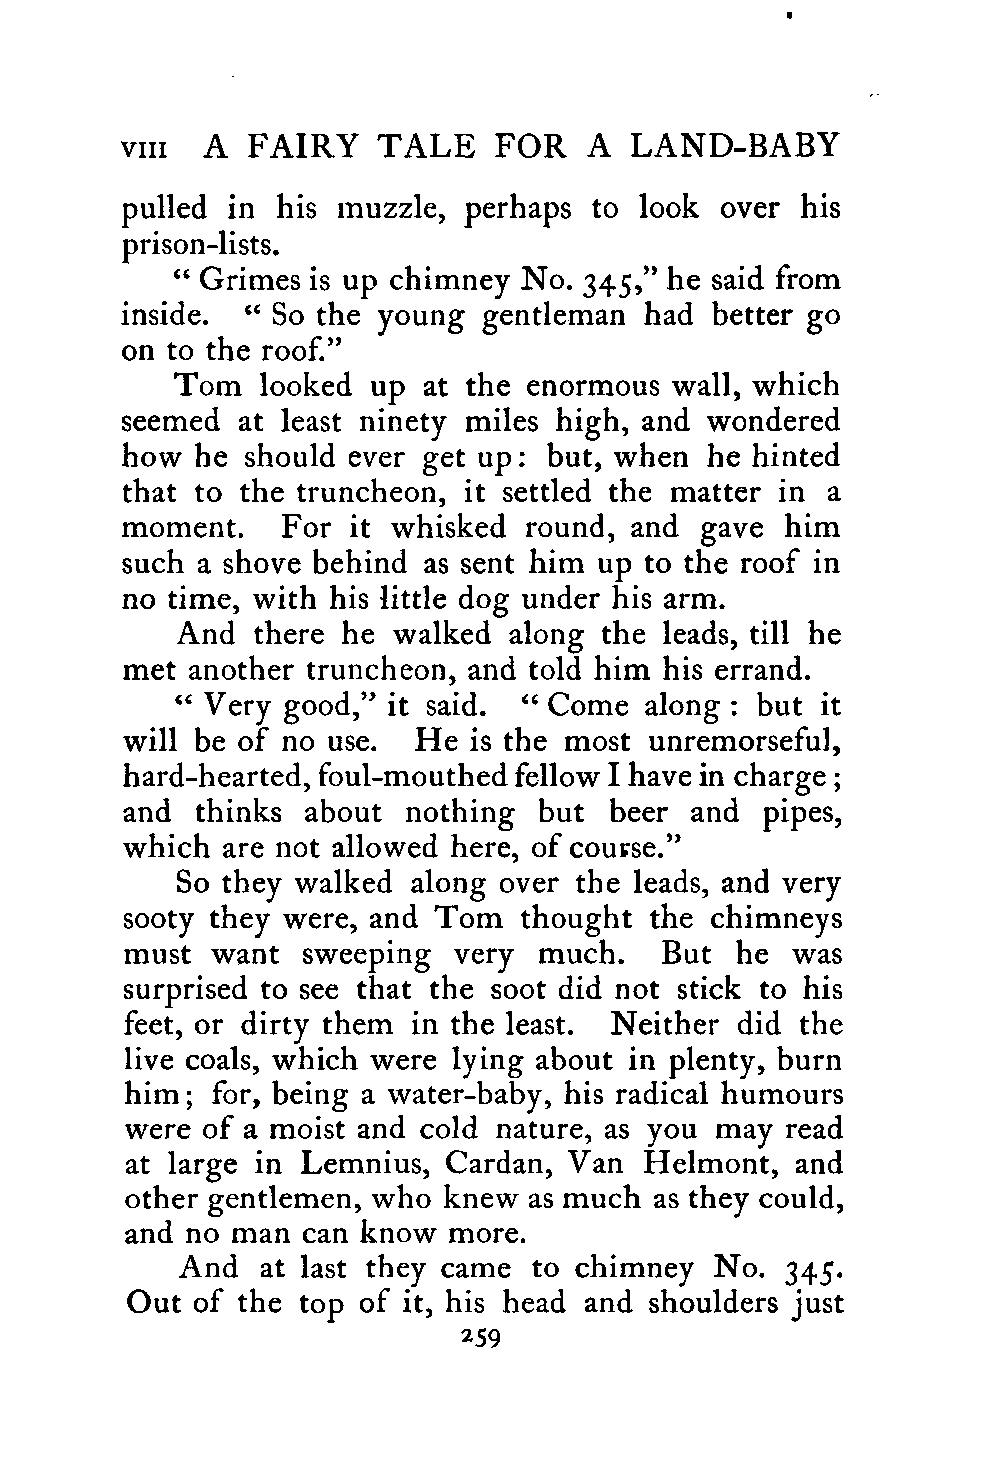 VIII A FAIRY TALE FOR A LAND-BABY
pulled in his muzzle, perhaps to look over his
prison-lists.
“ Grimes is up chimney No. 345,” he said from
inside. “ So the young gentleman had better go
on to the roof.”
Tom looked up at the enormous wall, which
seemed at least ninety miles high, and wondered
how he should ever get up: but, when he hinted
that to the truncheon, it settled the matter in a
moment. For it whisked round, and gave him
such a shove behind as sent him up to the roof in
no time, with his little dog under his arm.
And there he walked along the leads, till he
met another truncheon, and told him his errand.
“ Very good,” it said. “ Come along : but it
will be of no use. He is the most unremorseful,
hard-hearted, foul-mouthed fellow I have in charge ;
and thinks about nothing but beer and pipes,
which are not allowed here, of course.”
So they walked along over the leads, and very
sooty they were, and Tom thought the chimneys
must want sweeping very much. But he was
surprised to see that the soot did not stick to his
feet, or dirty them in the least. Neither did the
live coals, which were lying about in plenty, burn
him ; for, being a water-baby, his radical humours
were of a moist and cold nature, as you may read
at large in Lemnius, Cardan, Van Helmont, and
other gentlemen, who knew as much as they could,
and no man can know more.
And at last they came to chimney No. 345.
Out of the top of it, his head and shoulders just
259